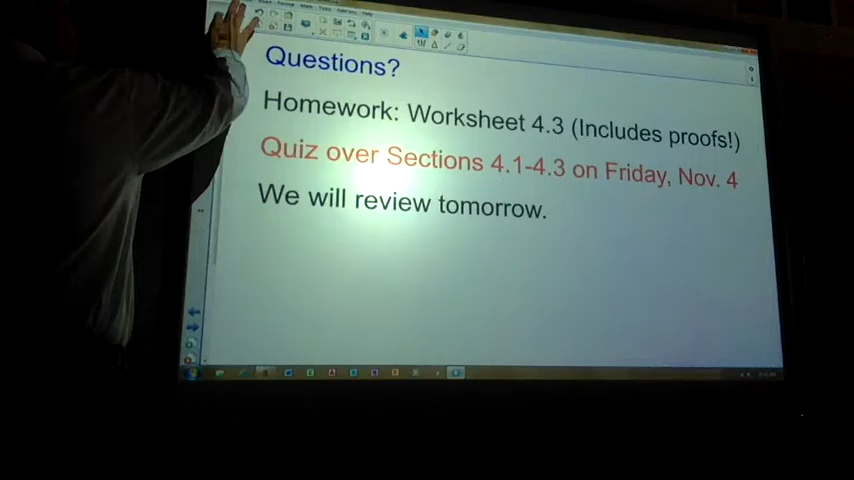 Questions?
Homework: Worksheet 4.3 (Includes proofs!)
Quiz over Sections 4.1-4.3 on Friday, Nov. 4
We will review tomorrow.